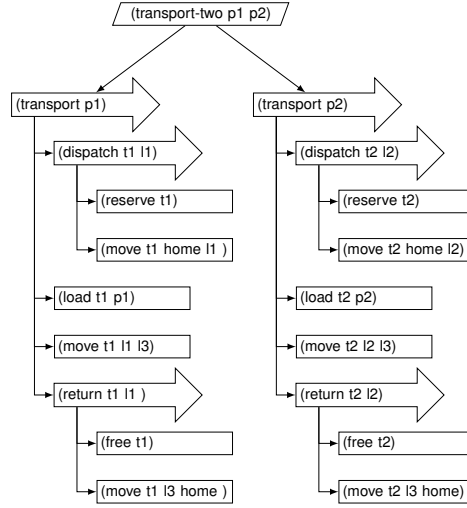 (transport-two p1 p2)
(transport p1)
(dispatch t1 l1)
(reserve t1)
(move t1 home l1 )
(load t1 p1)
(move t1 l1 l3)
(return t1 l1 )
(free t1)
(move t1 l3 home )
(transport p2)
(dispatch t2 l2)
(reserve t2)
(move t2 home l2)
(load t2 p2)
(move t2 l2 l3)
(return t2 l2)
(free t2)
(move t2 l3 home)